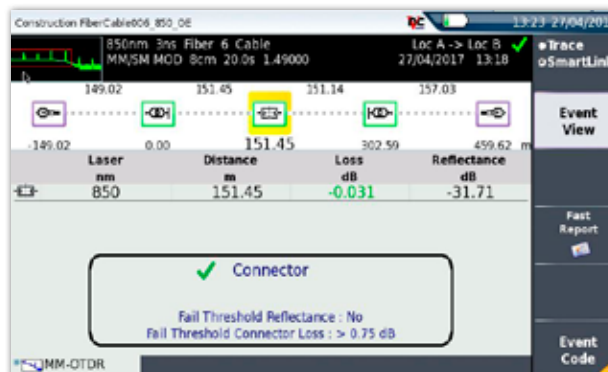 Construction FiberCable006_850_OE
13:23 27/04/201
850nm 3ns Fiber 6 Cable Loc A -> Loc B
MM/SM MOD 8cm 20.0s 1.49000 27/04/2017 13:18
Trace
SmartLink
149.02 151.45 151.14 157.03
-149.02 0.00 151.45 302.59 459.62 m
Event View
Laser Distance Loss Reflectance
nm m dB dB
850 151.45 -0.031 -31.71
Fast Report
Connector
Fail Threshold Reflectance : No
Fail Threshold Connector Loss : > 0.75 dB
Event Code
MM-OTDR